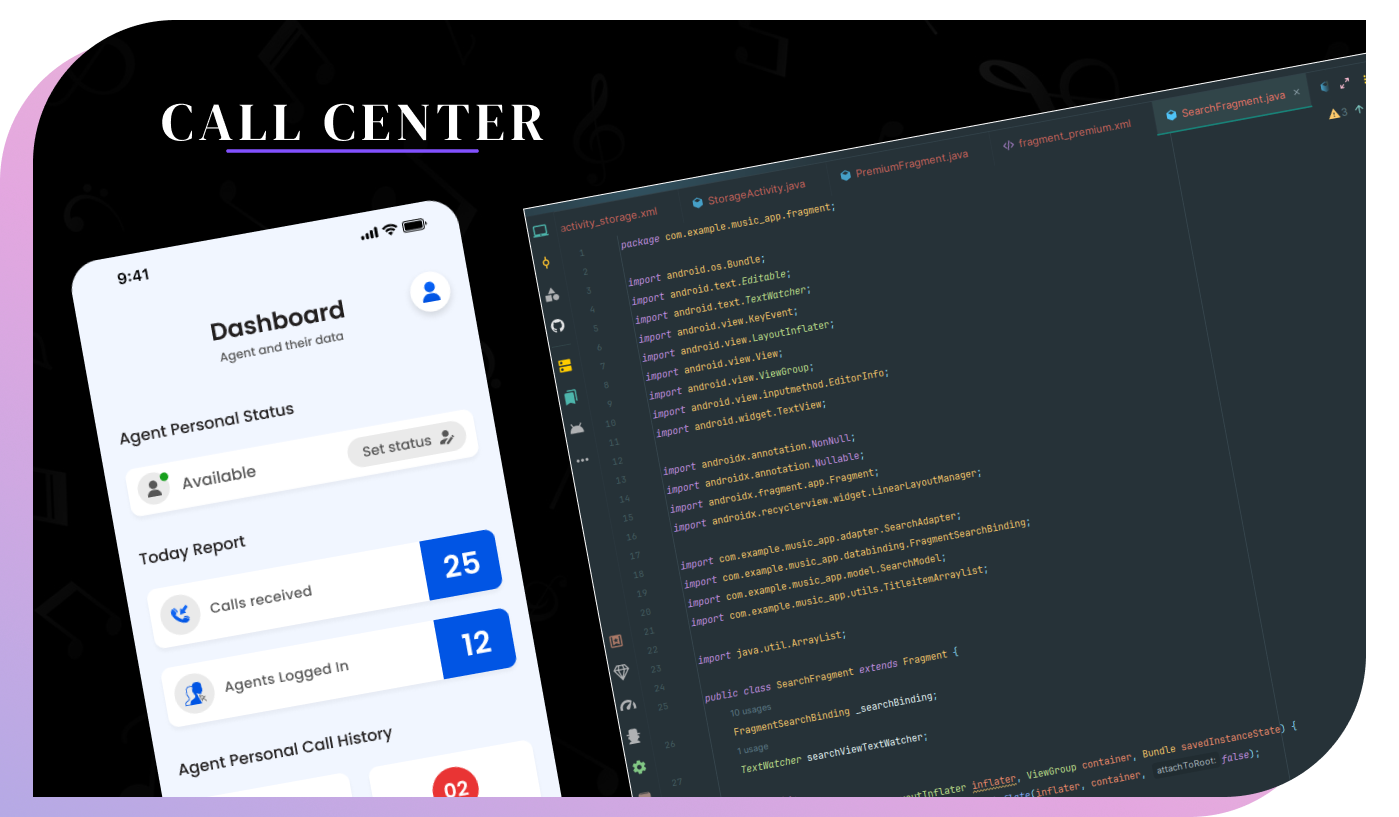 CALL CENTER
9:41
Dashboard
Agent and their data
Agent Personal Status
Available
Set status
Today Report
Calls received
25
Agents Logged In
12
Agent Personal Call History
02
activity_storage.xml
StorageActivity.java
PremiumFragment.java
fragment_premium.xml
SearchFragment.java ×
3
1 package com.example.music_app.fragment;
2
3 import android.os.Bundle;
4 import android.text.Editable;
5 import android.text.TextWatcher;
6 import android.view.KeyEvent;
7 import android.view.LayoutInflater;
8 import android.view.View;
9 import android.view.ViewGroup;
10 import android.view.inputmethod.EditorInfo;
11 import android.widget.TextView;
12
13 import androidx.annotation.NonNull;
14 import androidx.annotation.Nullable;
15 import androidx.fragment.app.Fragment;
16 import androidx.recyclerview.widget.LinearLayoutManager;
17
18 import com.example.music_app.adapter.SearchAdapter;
19 import com.example.music_app.databinding.FragmentSearchBinding;
20 import com.example.music_app.model.SearchModel;
21 import com.example.music_app.utils.TitleitemArraylist;
22
23 import java.util.ArrayList;
24
25 public class SearchFragment extends Fragment {
10 usages
26 FragmentSearchBinding _searchBinding;
1 usage
27 TextWatcher searchViewTextWatcher;
inflater, ViewGroup container, Bundle savedInstanceState) {
(inflater, container, attachToRoot: false);